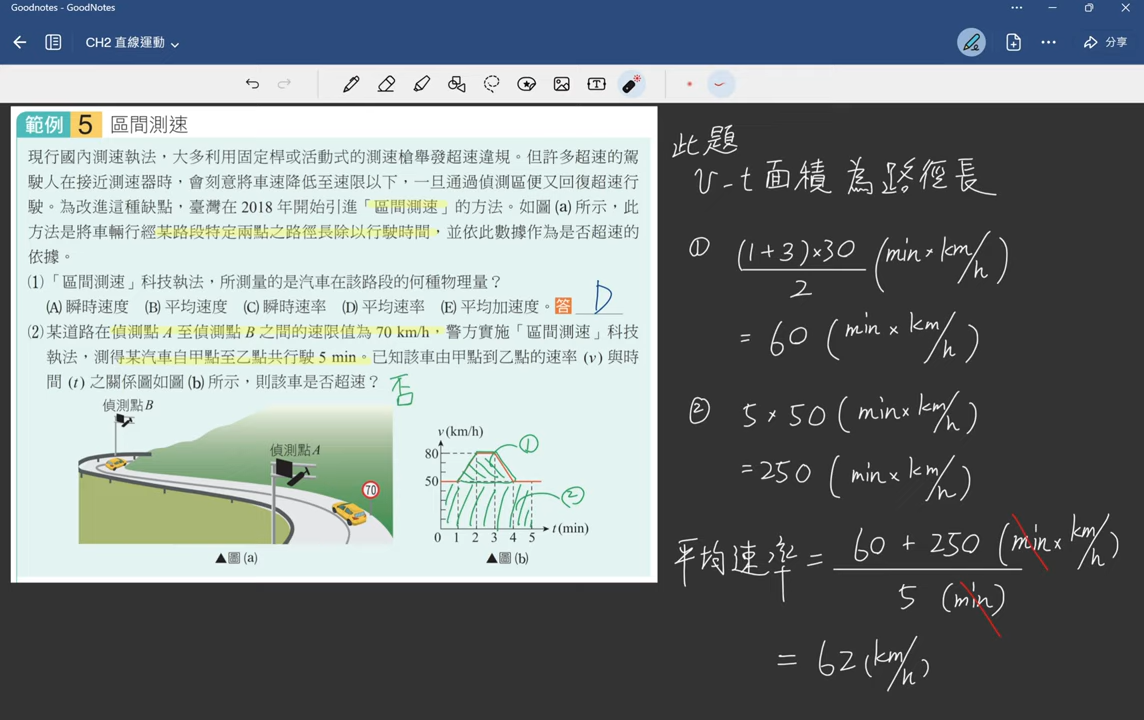 Goodnotes - GoodNotes
CH2 直線運動
分享
範例 5 區間測速
現行國內測速執法，大多利用固定桿或活動式的測速槍舉發超速違規。但許多超速的駕
駛人在接近測速器時，會刻意將車速降低至速限以下，一旦通過偵測區便又回復超速行
駛。為改進這種缺點，臺灣在 2018 年開始引進「區間測速」的方法。如圖(a)所示，此
方法是將車輛行經某路段特定兩點之路徑長除以行駛時間，並依此數據作為是否超速的
依據。
(1)「區間測速」科技執法，所測量的是汽車在該路段的何種物理量？
(A) 瞬時速度 (B) 平均速度 (C) 瞬時速率 (D) 平均速率 (E) 平均加速度。答 D
(2) 某道路在偵測點 A 至偵測點 B 之間的速限值為 70 km/h，警方實施「區間測速」科技
執法，測得某汽車自甲點至乙點共行駛 5 min。已知該車由甲點到乙點的速率 (v) 與時
間 (t) 之關係圖如圖(b)所示，則該車是否超速？ 否
偵測點 B
偵測點 A
70
▲圖(a)
v(km/h)
80
50
0 1 2 3 4 5
t(min)
①
②
▲圖(b)
此題
v-t 面積 為 路徑長
① (1+3)×30 / 2 (min × km/h)
= 60 (min × km/h)
② 5 × 50 (min × km/h)
= 250 (min × km/h)
平均速率 = 60 + 250 (min × km/h) / 5 (min)
= 62 (km/h)